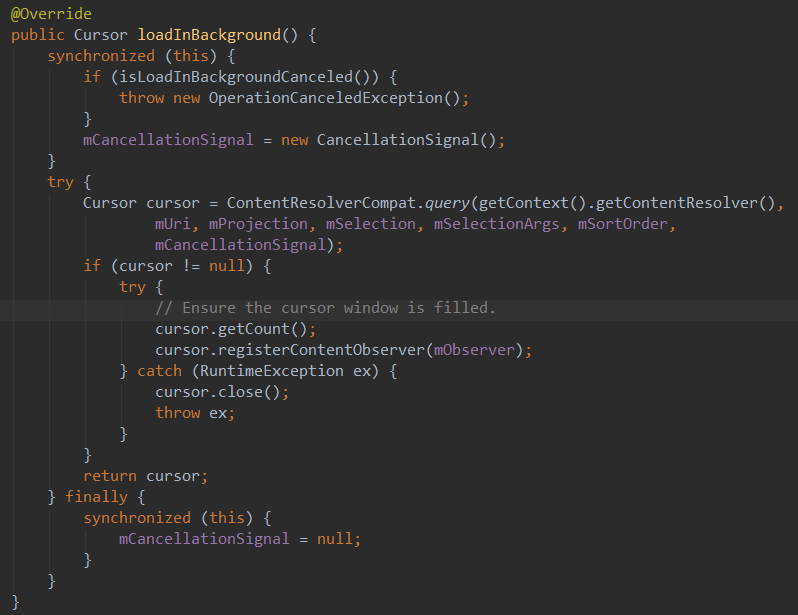 @Override
public Cursor loadInBackground() {
    synchronized (this) {
        if (isLoadInBackgroundCanceled()) {
            throw new OperationCanceledException();
        }
        mCancellationSignal = new CancellationSignal();
    }
    try {
        Cursor cursor = ContentResolverCompat.query(getContext().getContentResolver(),
                mUri, mProjection, mSelection, mSelectionArgs, mSortOrder,
                mCancellationSignal);
        if (cursor != null) {
            try {
                // Ensure the cursor window is filled.
                cursor.getCount();
                cursor.registerContentObserver(mObserver);
            } catch (RuntimeException ex) {
                cursor.close();
                throw ex;
            }
        }
        return cursor;
    } finally {
        synchronized (this) {
            mCancellationSignal = null;
        }
    }
}